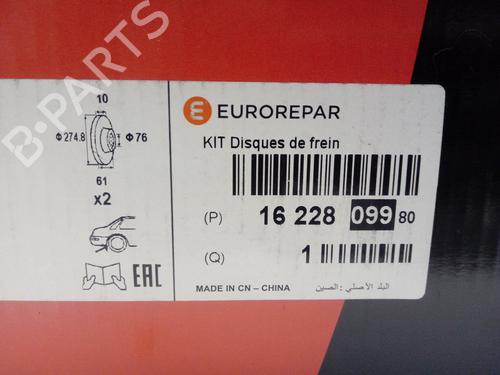 B-PARTS
10
Φ274.8
Φ76
61
x2
EAC
EUROREPAR
KIT Disques de frein
(P) 16 228 099 80
(Q) 1
MADE IN CN – CHINA
البلد الأصلي: الصين